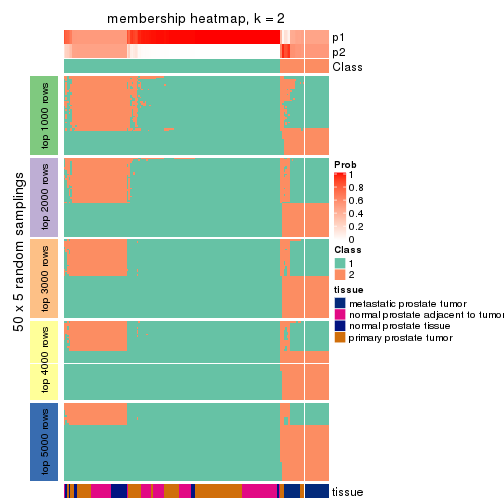 membership heatmap, k = 2
p1
p2
Class
50 x 5 random samplings
top 1000 rows
top 2000 rows
top 3000 rows
top 4000 rows
top 5000 rows
Prob
1
0.8
0.6
0.4
0.2
0
Class
1
2
tissue
metastatic prostate tumor
normal prostate adjacent to tumor
normal prostate tissue
primary prostate tumor
tissue